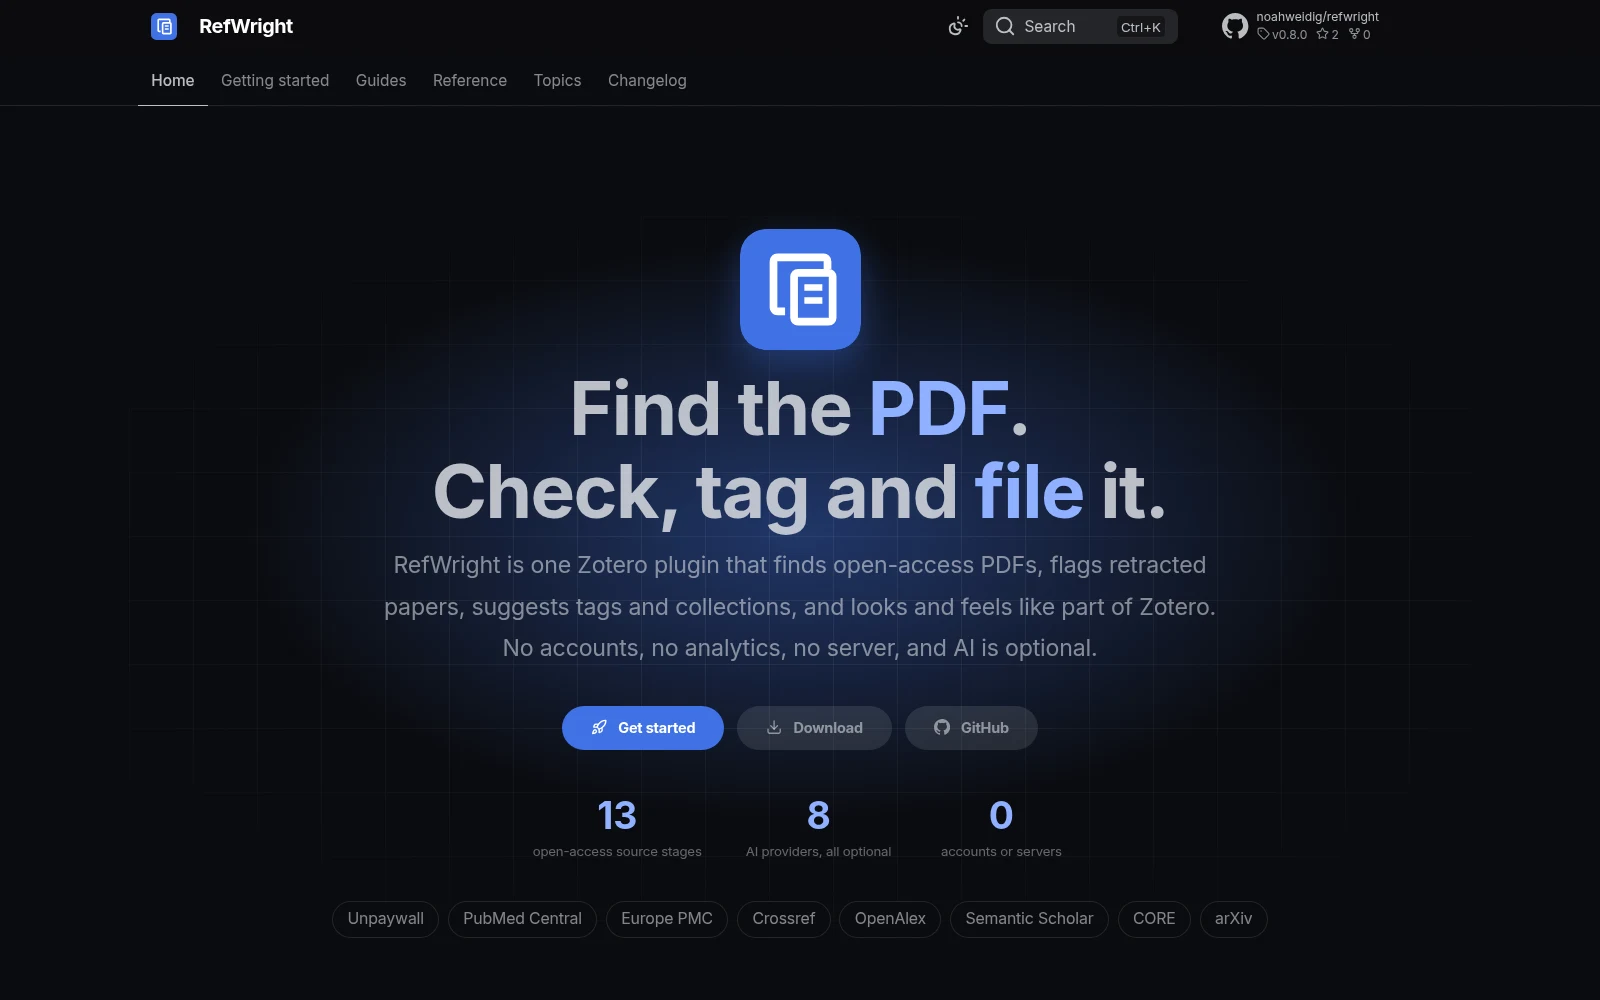 RefWright
Search
Ctrl+K
noahweidig/refwright
v0.8.0 2 0
Home Getting started Guides Reference Topics Changelog
Find the PDF.
Check, tag and file it.
RefWright is one Zotero plugin that finds open-access PDFs, flags retracted
papers, suggests tags and collections, and looks and feels like part of Zotero.
No accounts, no analytics, no server, and AI is optional.
Get started Download GitHub
13 8 0
open-access source stages AI providers, all optional accounts or servers
Unpaywall PubMed Central Europe PMC Crossref OpenAlex Semantic Scholar CORE arXiv